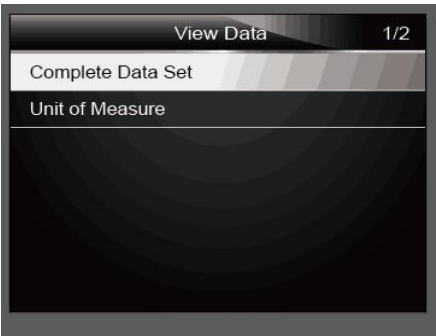 View Data 1/2
Complete Data Set
Unit of Measure